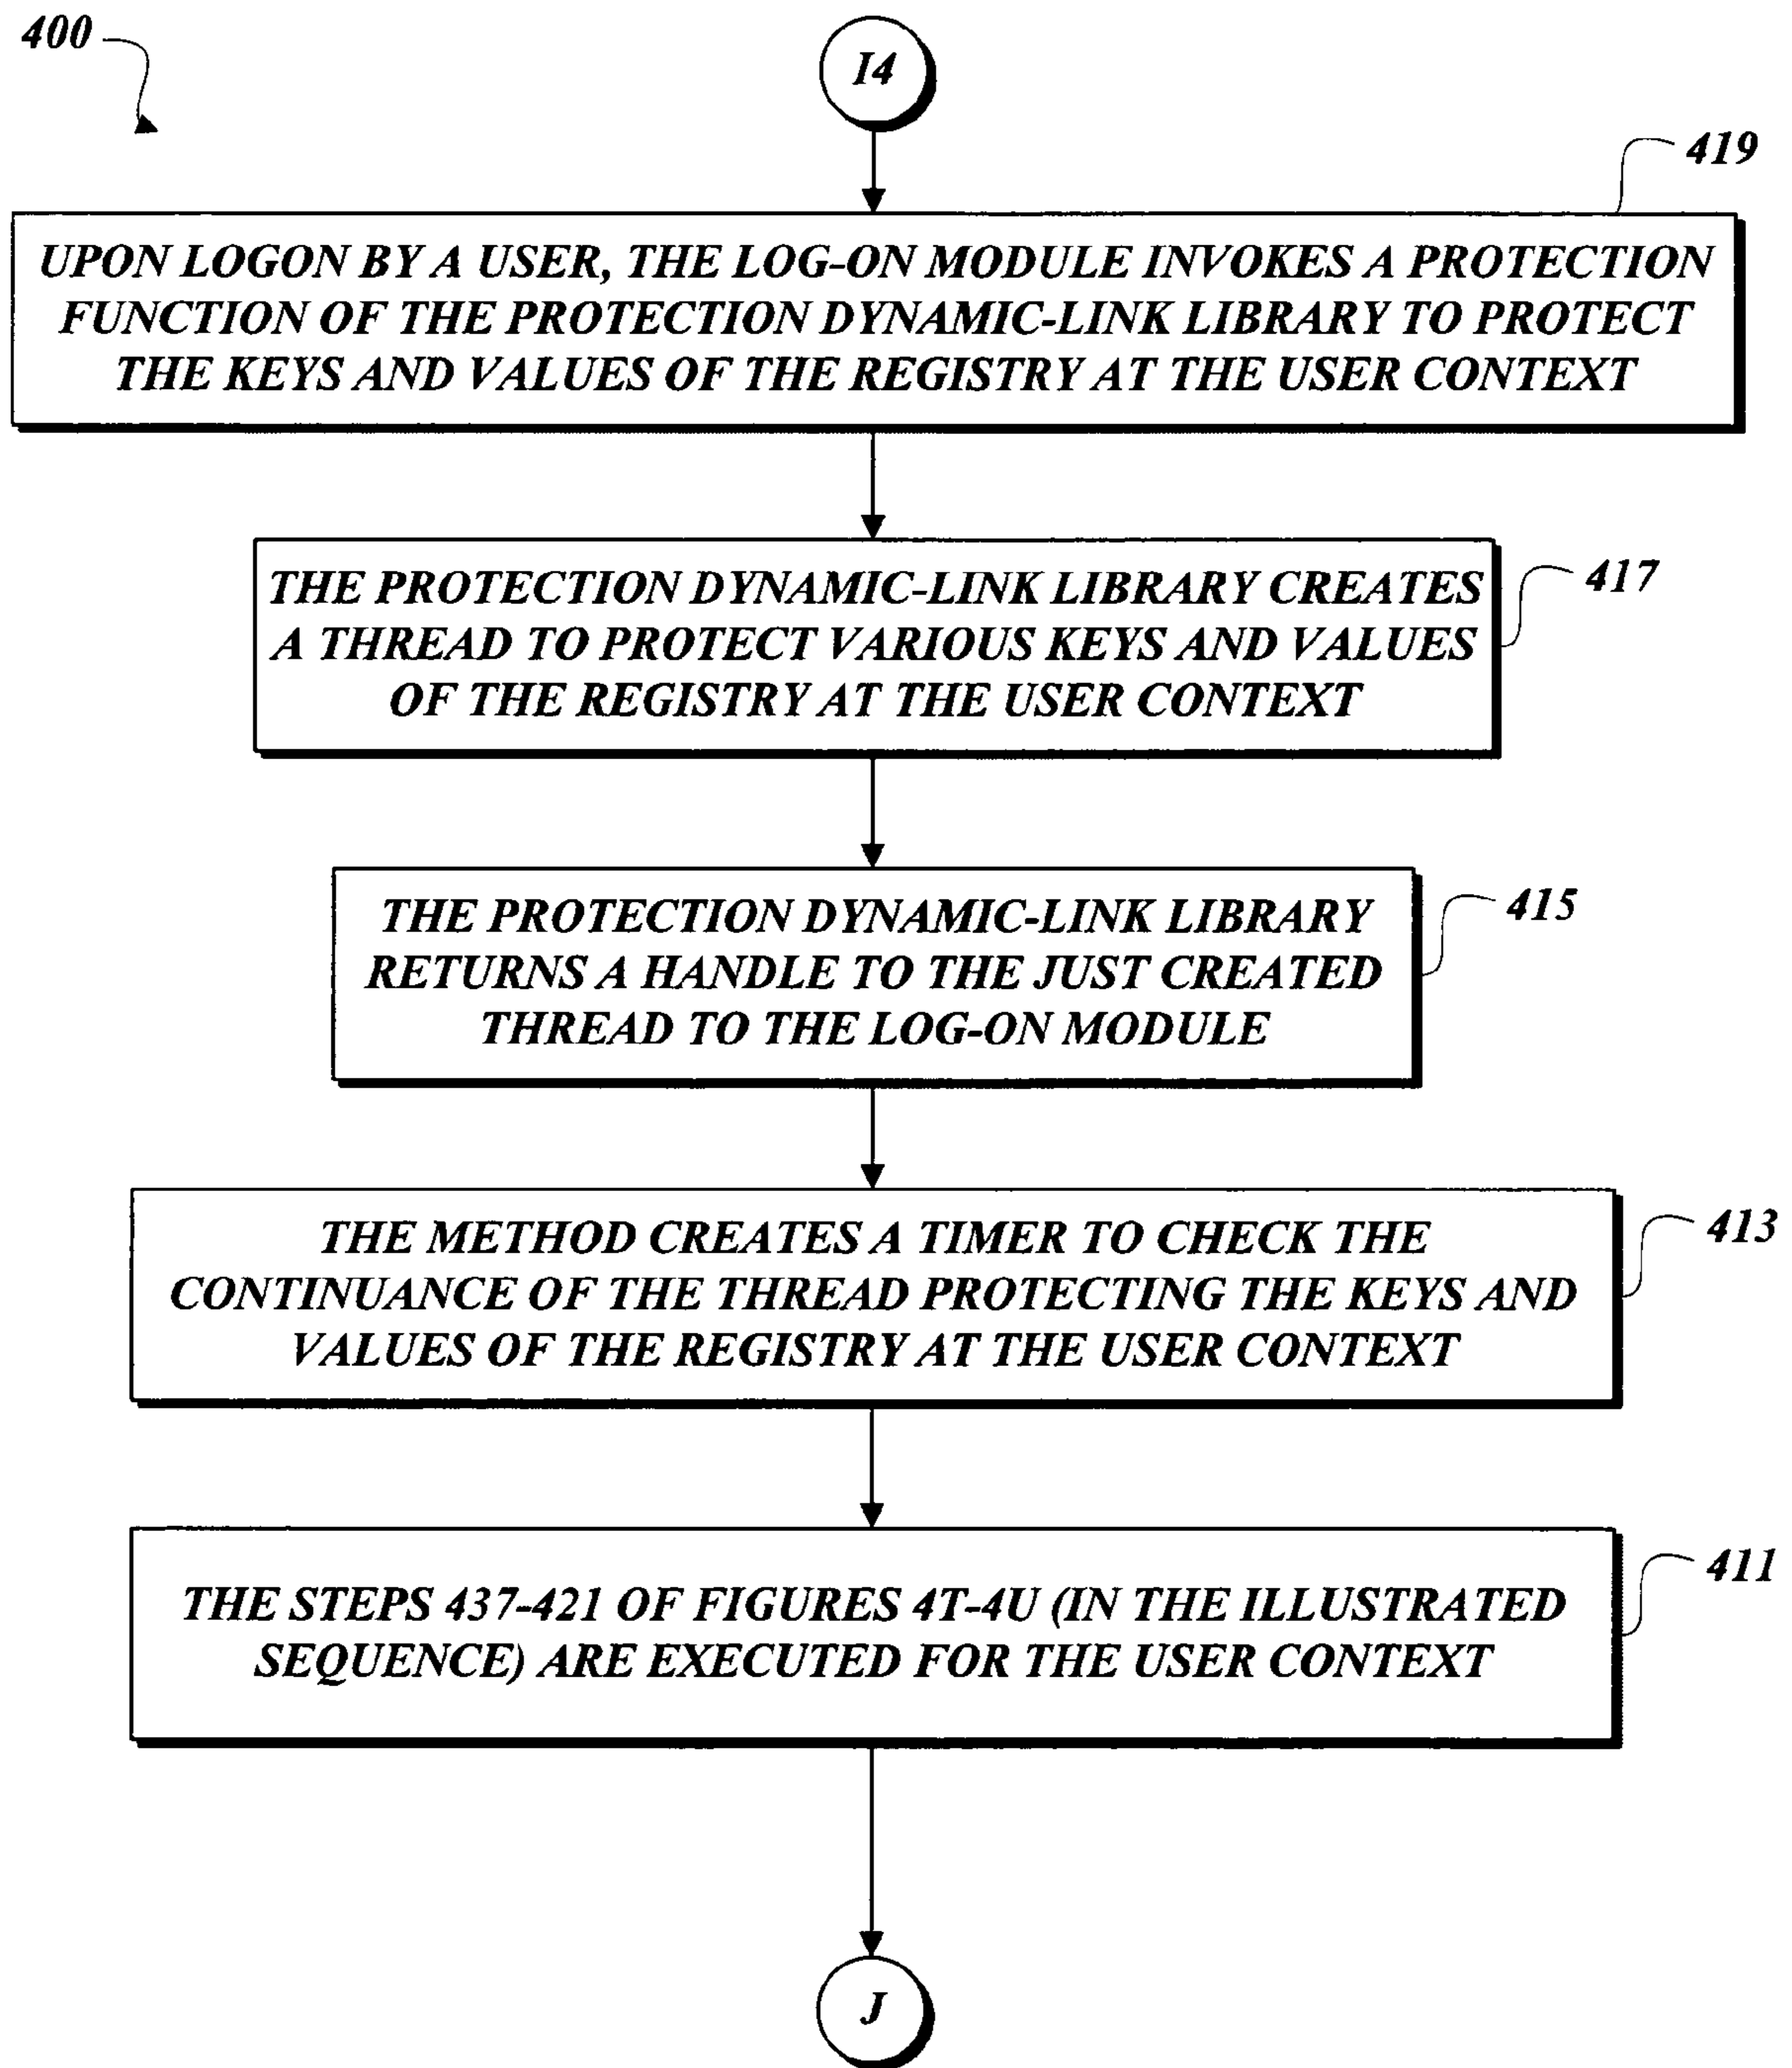 400
I4
419
UPON LOGON BY A USER, THE LOG-ON MODULE INVOKES A PROTECTION
FUNCTION OF THE PROTECTION DYNAMIC-LINK LIBRARY TO PROTECT
THE KEYS AND VALUES OF THE REGISTRY AT THE USER CONTEXT
THE PROTECTION DYNAMIC-LINK LIBRARY CREATES
A THREAD TO PROTECT VARIOUS KEYS AND VALUES
OF THE REGISTRY AT THE USER CONTEXT
417
THE PROTECTION DYNAMIC-LINK LIBRARY
RETURNS A HANDLE TO THE JUST CREATED
THREAD TO THE LOG-ON MODULE
415
THE METHOD CREATES A TIMER TO CHECK THE
CONTINUANCE OF THE THREAD PROTECTING THE KEYS AND
VALUES OF THE REGISTRY AT THE USER CONTEXT
413
THE STEPS 437-421 OF FIGURES 4T-4U (IN THE ILLUSTRATED
SEQUENCE) ARE EXECUTED FOR THE USER CONTEXT
411
J